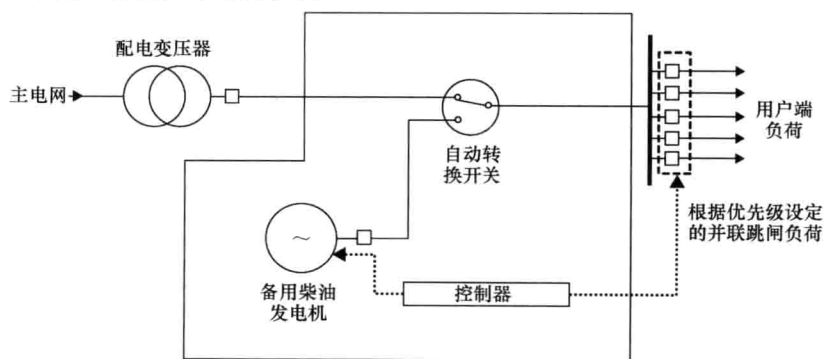 配电变压器
主电网
自动转
换开关
用户端
负荷
根据优先级设定
的并联跳闸负荷
备用柴油
发电机
控制器